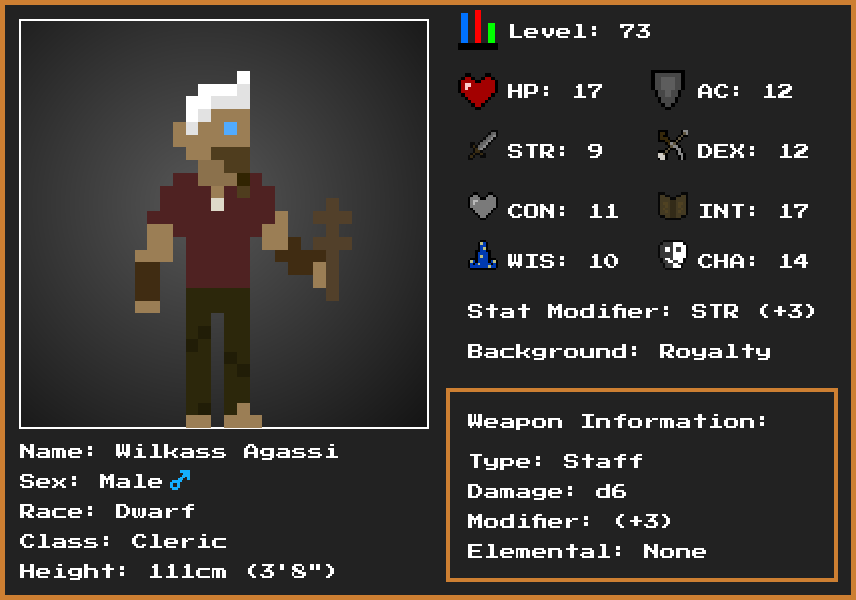 Level: 73
HP: 17
AC: 12
STR: 9
DEX: 12
CON: 11
INT: 17
WIS: 10
CHA: 14
Stat Modifier: STR (+3)
Background: Royalty
Weapon Information:
Type: Staff
Damage: d6
Modifier: (+3)
Elemental: None
Name: Wilkass Agassi
Sex: Male ♂
Race: Dwarf
Class: Cleric
Height: 111cm (3'8")